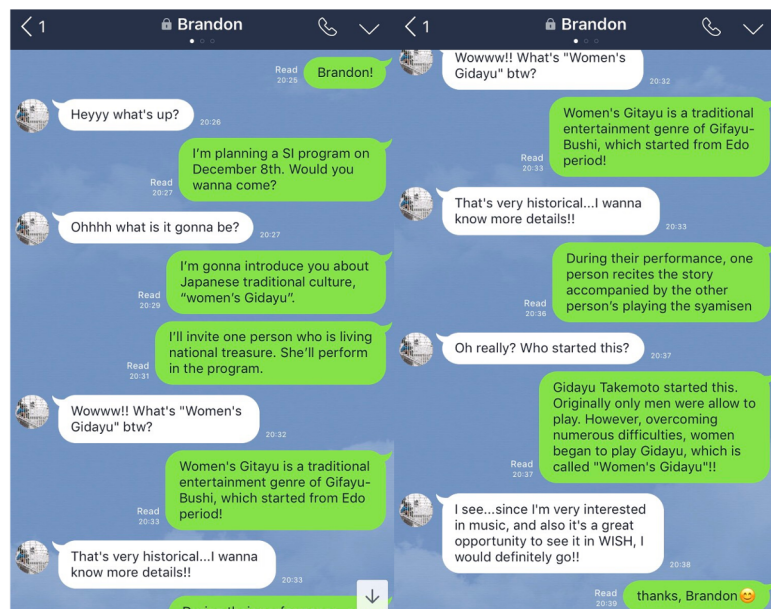 1
Brandon
Read
20:25
Brandon!
Heyyy what's up?
20:26
I'm planning a SI program on
December 8th. Would you
wanna come?
Read
20:27
Ohhhh what is it gonna be?
20:27
I'm gonna introduce you about
Japanese traditional culture,
"women's Gidayu".
Read
20:29
I'll invite one person who is living
national treasure. She'll perform
in the program.
Read
20:31
Wowww!! What's "Women's
Gidayu" btw?
20:32
Women's Gitayu is a traditional
entertainment genre of Gifayu-
Bushi, which started from Edo
period!
Read
20:33
That's very historical...I wanna
know more details!!
20:33
1
Brandon
Wowww!! What's "Women's
Gidayu" btw?
20:32
Women's Gitayu is a traditional
entertainment genre of Gifayu-
Bushi, which started from Edo
period!
Read
20:33
That's very historical...I wanna
know more details!!
20:33
During their performance, one
person recites the story
accompanied by the other
person's playing the syamisen
Read
20:36
Oh really? Who started this?
20:37
Gidayu Takemoto started this.
Originally only men were allow to
play. However, overcoming
numerous difficulties, women
began to play Gidayu, which is
called "Women's Gidayu"!!
Read
20:37
I see...since I'm very interested
in music, and also it's a great
opportunity to see it in WISH, I
would definitely go!!
20:38
Read
20:39
thanks, Brandon😊